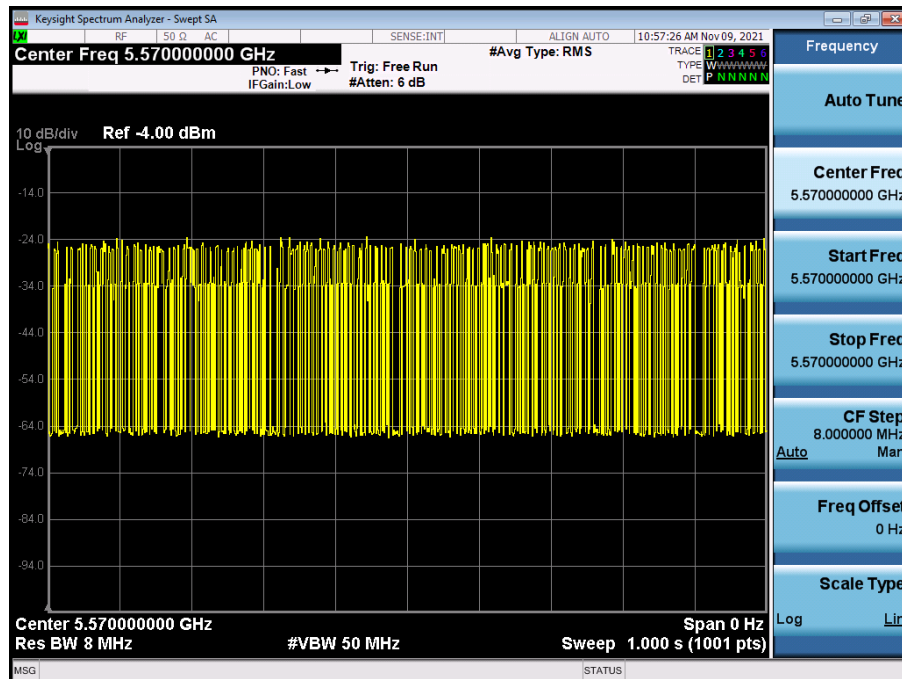 Keysight Spectrum Analyzer - Swept SA
LXI RF 50 Ω AC SENSE:INT ALIGN AUTO 10:57:26 AM Nov 09, 2021
Center Freq 5.570000000 GHz
PNO: Fast
IFGain:Low
Trig: Free Run
#Atten: 6 dB
#Avg Type: RMS
TRACE 1 2 3 4 5 6
TYPE WWWWWW
DET P N N N N N
10 dB/div Ref -4.00 dBm
Log
-14.0
-24.0
-34.0
-44.0
-54.0
-64.0
-74.0
-84.0
-94.0
Center 5.570000000 GHz Span 0 Hz
Res BW 8 MHz #VBW 50 MHz Sweep 1.000 s (1001 pts)
MSG STATUS
Frequency
Auto Tune
Center Freq
5.570000000 GHz
Start Freq
5.570000000 GHz
Stop Freq
5.570000000 GHz
CF Step
8.000000 MHz
Auto Man
Freq Offset
0 Hz
Scale Type
Log Lin